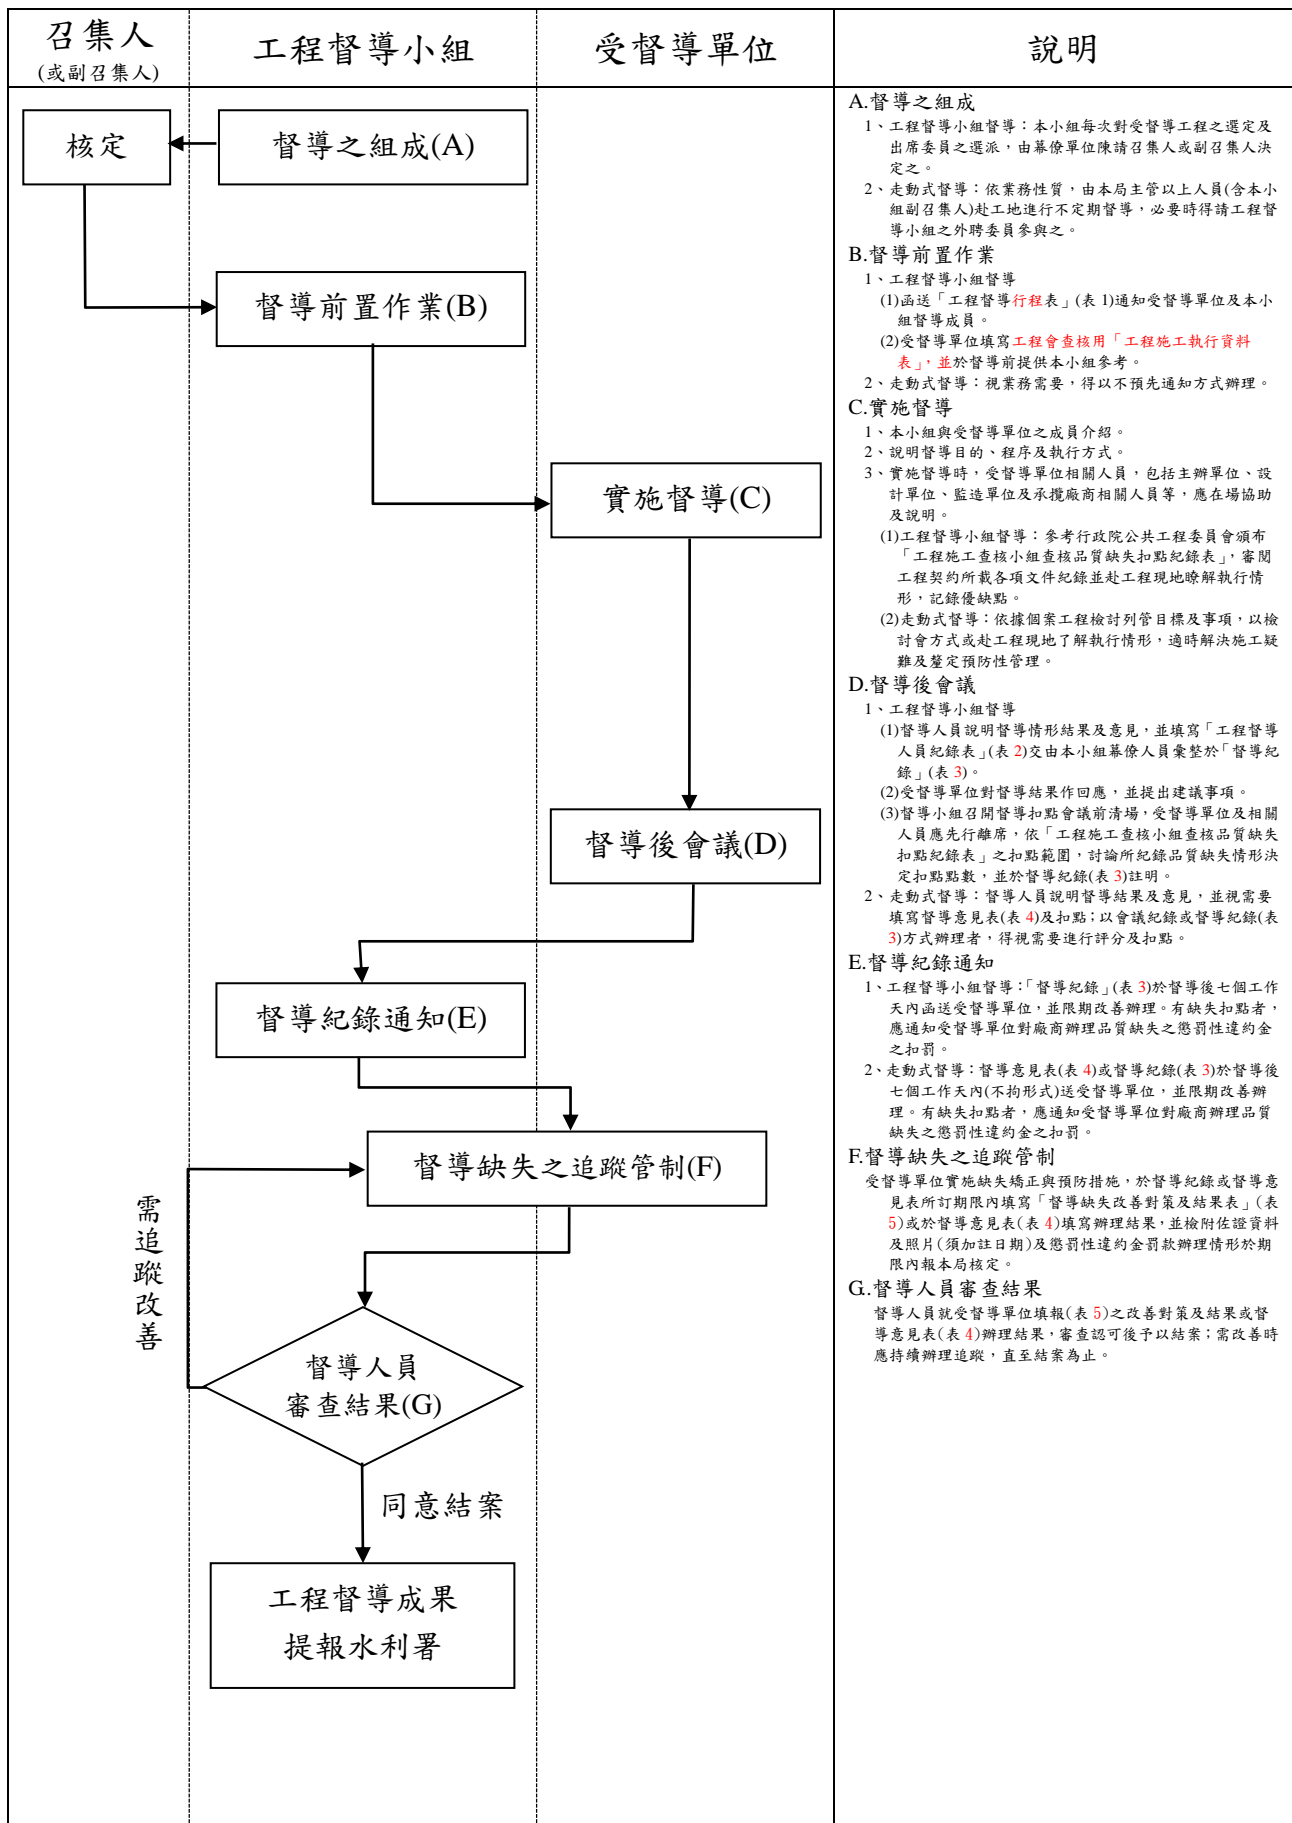 召集人
(或副召集人)
工程督導小組
受督導單位
說明
核定
督導之組成(A)
督導前置作業(B)
實施督導(C)
督導後會議(D)
督導紀錄通知(E)
督導缺失之追蹤管制(F)
需
追
蹤
改
善
督導人員
審查結果(G)
同意結案
工程督導成果
提報水利署
A.督導之組成
1、工程督導小組督導：本小組每次對受督導工程之選定及
出席委員之選派，由幕僚單位陳請召集人或副召集人決
定之。
2、走動式督導：依業務性質，由本局主管以上人員(含本小
組副召集人)赴工地進行不定期督導，必要時得請工程督
導小組之外聘委員參與之。
B.督導前置作業
1、工程督導小組督導
(1)函送「工程督導行程表」(表 1)通知受督導單位及本小
組督導成員。
(2)受督導單位填寫工程會查核用「工程施工執行資料
表」，並於督導前提供本小組參考。
2、走動式督導：視業務需要，得以不預先通知方式辦理。
C.實施督導
1、本小組與受督導單位之成員介紹。
2、說明督導目的、程序及執行方式。
3、實施督導時，受督導單位相關人員，包括主辦單位、設
計單位、監造單位及承攬廠商相關人員等，應在場協助
及說明。
(1)工程督導小組督導：參考行政院公共工程委員會頒布
「工程施工查核小組查核品質缺失扣點紀錄表」，審閱
工程契約所載各項文件紀錄並赴工程現地瞭解執行情
形，記錄優缺點。
(2)走動式督導：依據個案工程檢討列管目標及事項，以檢
討會方式或赴工程現地了解執行情形，適時解決施工疑
難及釐定預防性管理。
D.督導後會議
1、工程督導小組督導
(1)督導人員說明督導情形結果及意見，並填寫「工程督導
人員紀錄表」(表 2)交由本小組幕僚人員彙整於「督導紀
錄」(表 3)。
(2)受督導單位對督導結果作回應，並提出建議事項。
(3)督導小組召開督導扣點會議前清場，受督導單位及相關
人員應先行離席，依「工程施工查核小組查核品質缺失
扣點紀錄表」之扣點範圍，討論所紀錄品質缺失情形決
定扣點點數，並於督導紀錄(表 3)註明。
2、走動式督導：督導人員說明督導結果及意見，並視需要
填寫督導意見表(表 4)及扣點；以會議紀錄或督導紀錄(表
3)方式辦理者，得視需要進行評分及扣點。
E.督導紀錄通知
1、工程督導小組督導：「督導紀錄」(表 3)於督導後七個工作
天內函送受督導單位，並限期改善辦理。有缺失扣點者，
應通知受督導單位對廠商辦理品質缺失之懲罰性違約金
之扣罰。
2、走動式督導：督導意見表(表 4)或督導紀錄(表 3)於督導後
七個工作天內(不拘形式)送受督導單位，並限期改善辦
理。有缺失扣點者，應通知受督導單位對廠商辦理品質
缺失之懲罰性違約金之扣罰。
F.督導缺失之追蹤管制
受督導單位實施缺失矯正與預防措施，於督導紀錄或督導意
見表所訂期限內填寫「督導缺失改善對策及結果表」(表
5)或於督導意見表(表 4)填寫辦理結果，並檢附佐證資料
及照片(須加註日期)及懲罰性違約金罰款辦理情形於期
限內報本局核定。
G.督導人員審查結果
督導人員就受督導單位填報(表 5)之改善對策及結果或督
導意見表(表 4)辦理結果，審查認可後予以結案；需改善時
應持續辦理追蹤，直至結案為止。